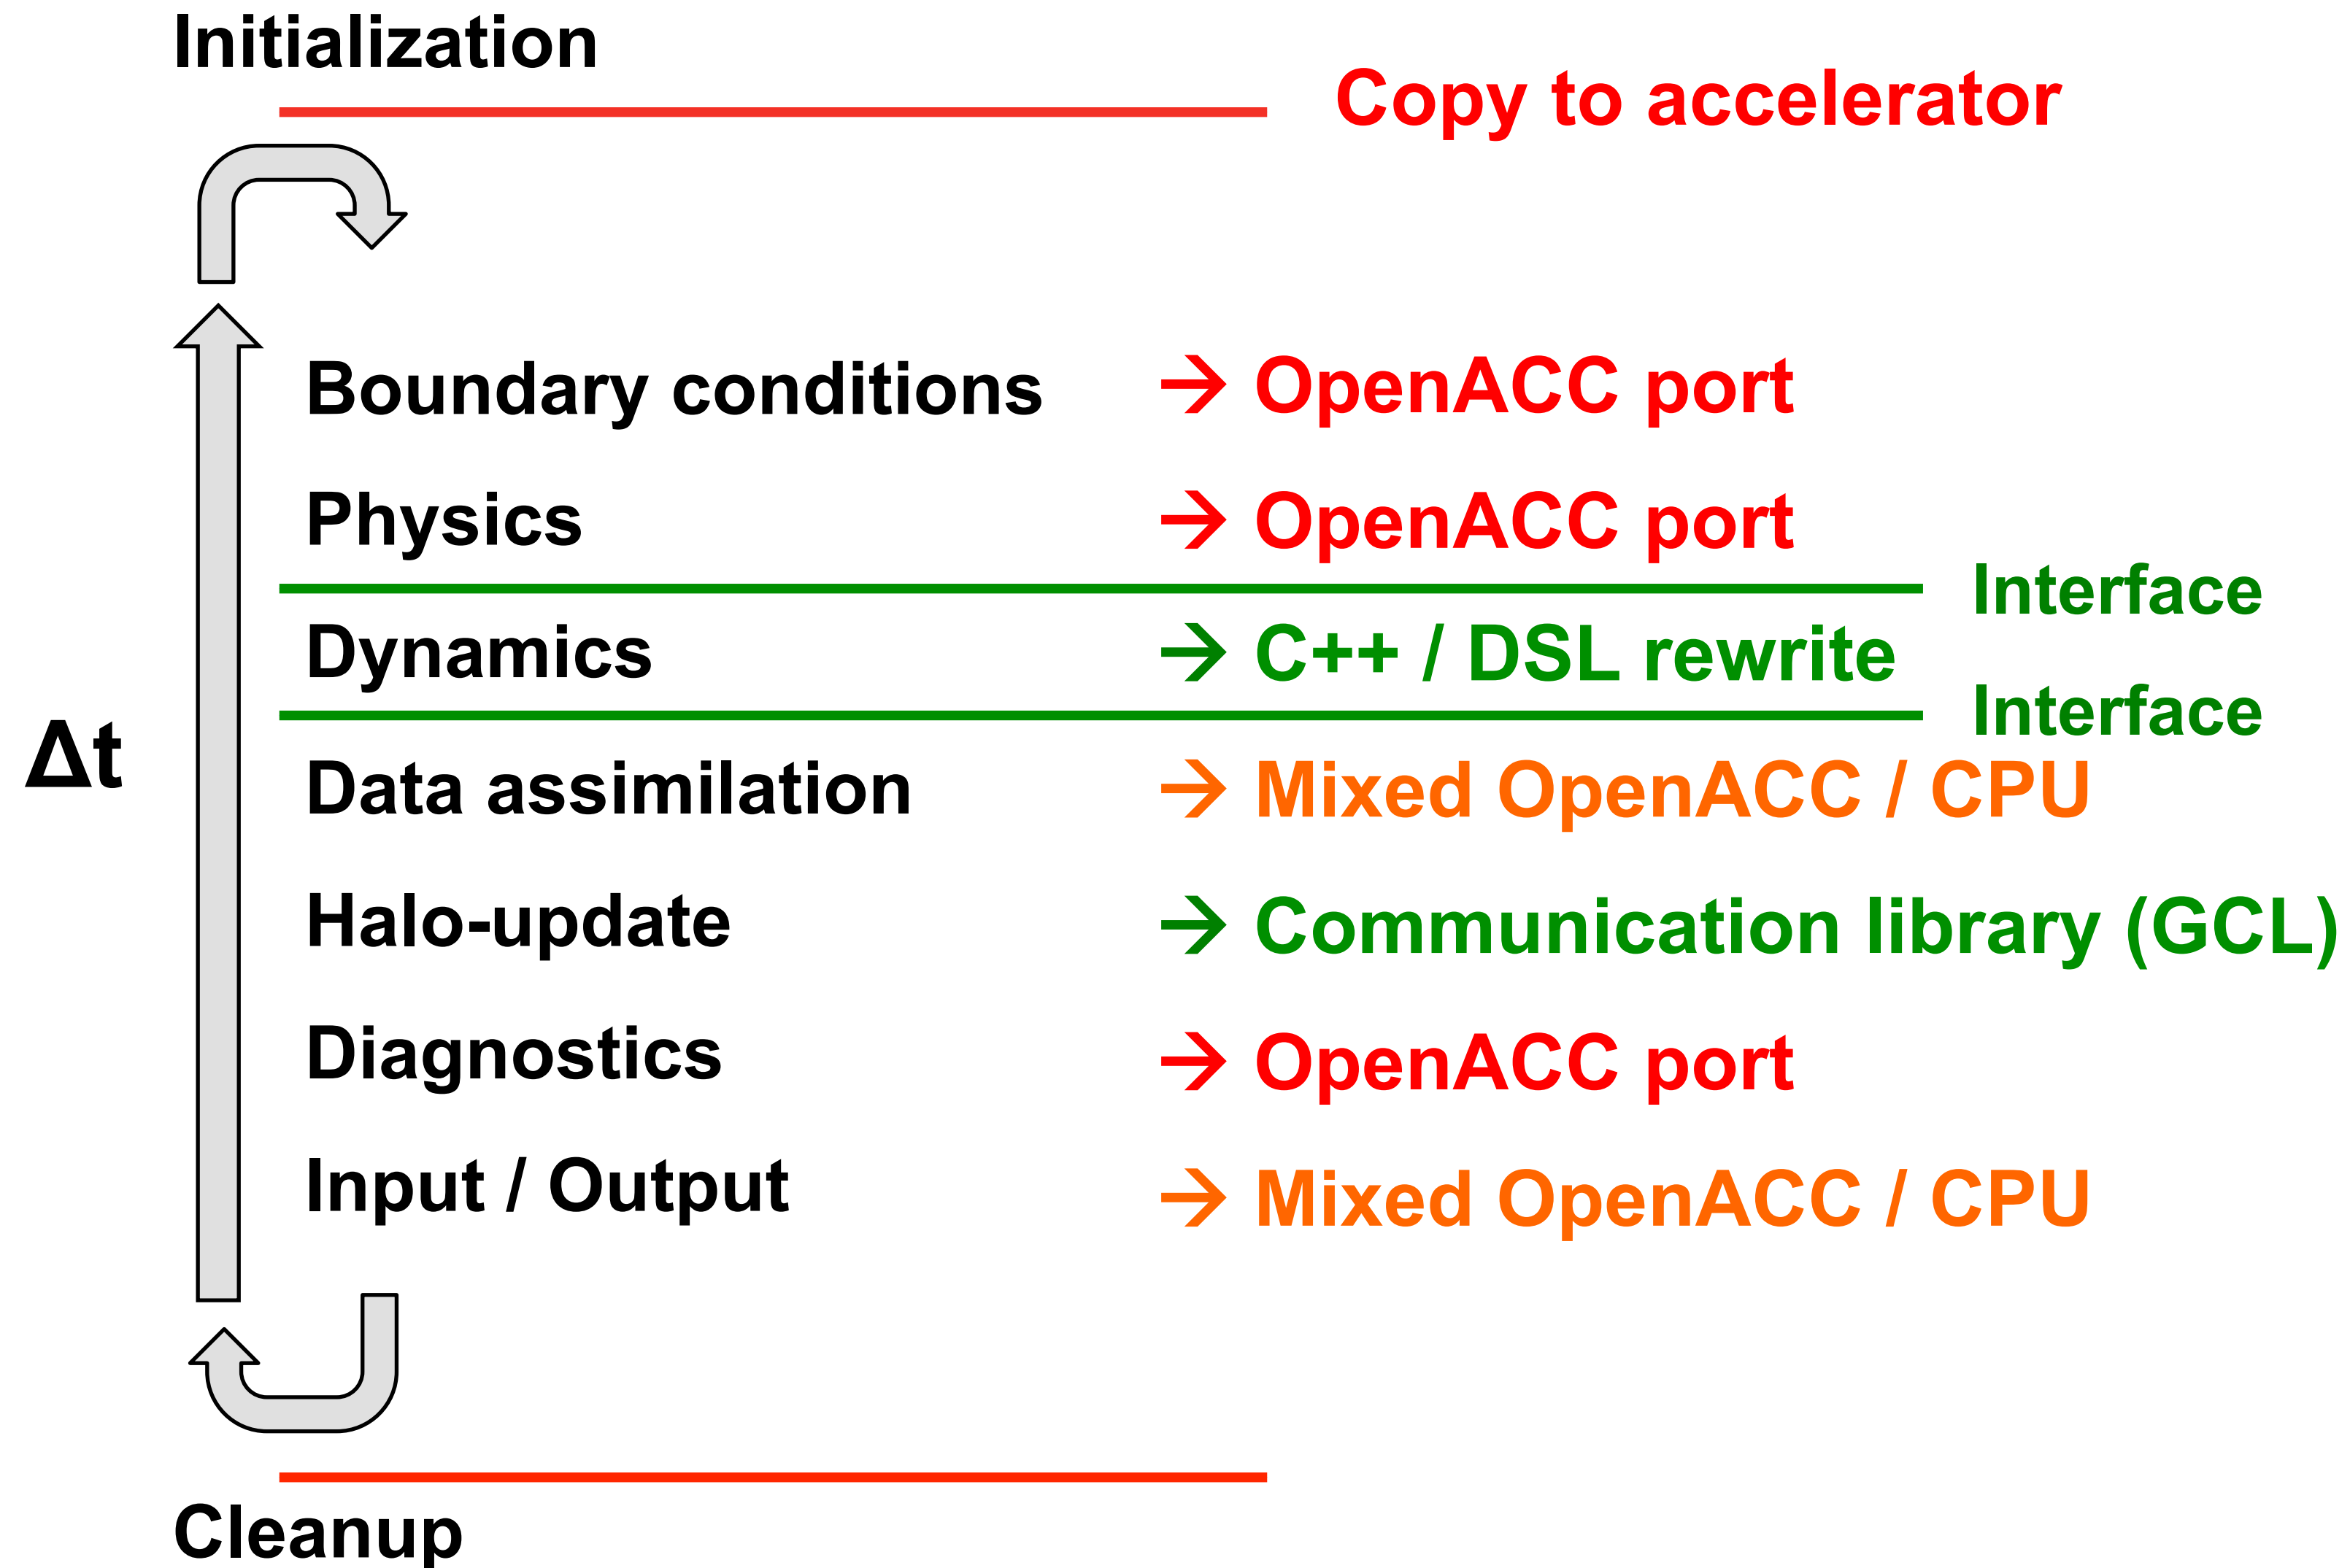 Initialization
Copy to accelerator
Boundary conditions → OpenACC port
Physics → OpenACC port
Interface
Dynamics → C++ / DSL rewrite
Interface
Δt
Data assimilation → Mixed OpenACC / CPU
Halo-update → Communication library (GCL)
Diagnostics → OpenACC port
Input / Output → Mixed OpenACC / CPU
Cleanup